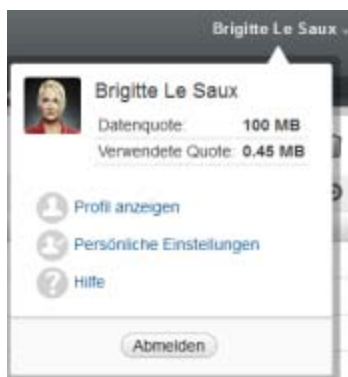 Brigitte Le Saux
Brigitte Le Saux
Datenquote: 100 MB
Verwendete Quote: 0.45 MB
Profil anzeigen
Persönliche Einstellungen
Hilfe
Abmelden